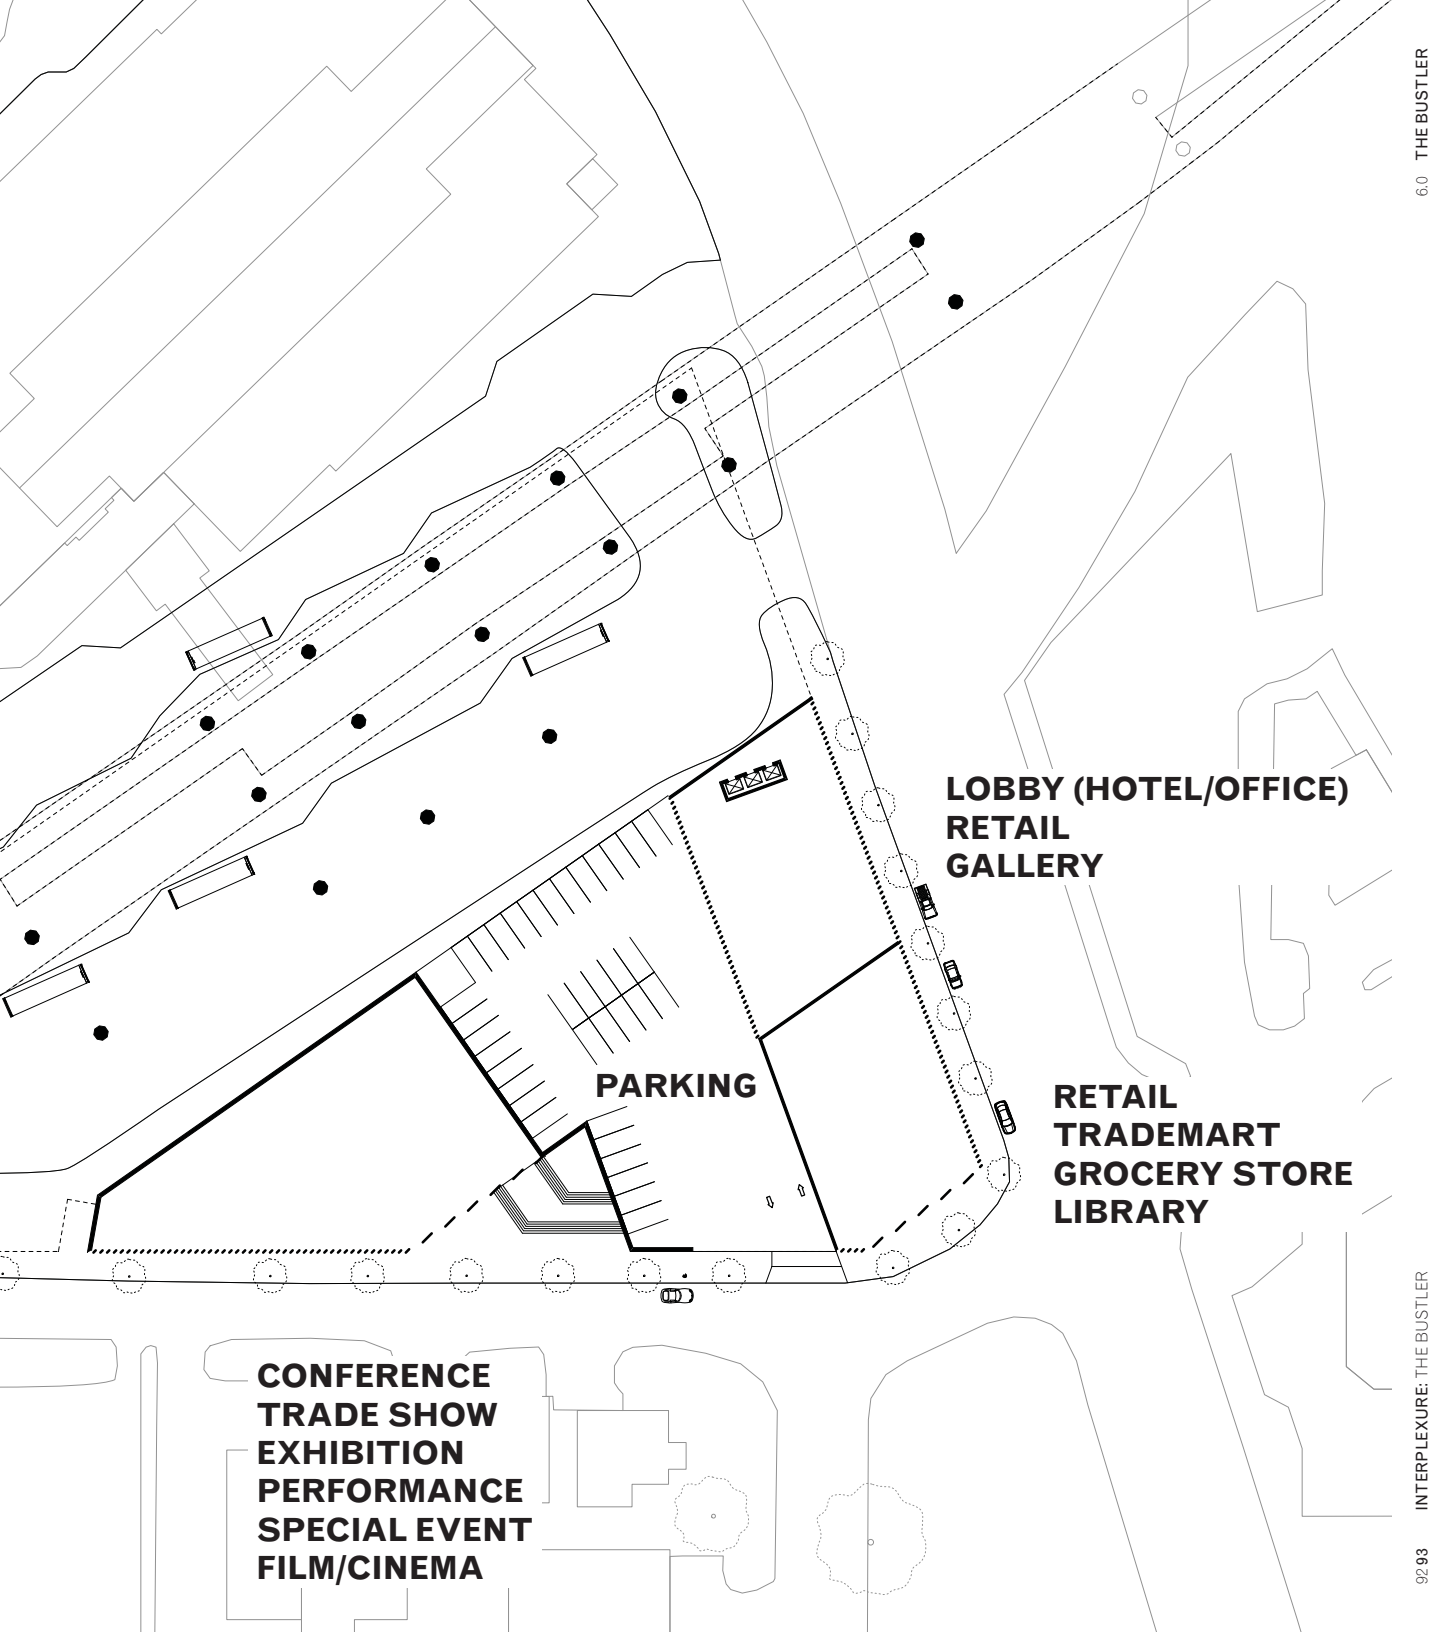 6.0 THE BUSTLER
LOBBY (HOTEL/OFFICE)
RETAIL
GALLERY
PARKING
RETAIL
TRADEMART
GROCERY STORE
LIBRARY
CONFERENCE
TRADE SHOW
EXHIBITION
PERFORMANCE
SPECIAL EVENT
FILM/CINEMA
92 93 INTERPLEXURE: THE BUSTLER